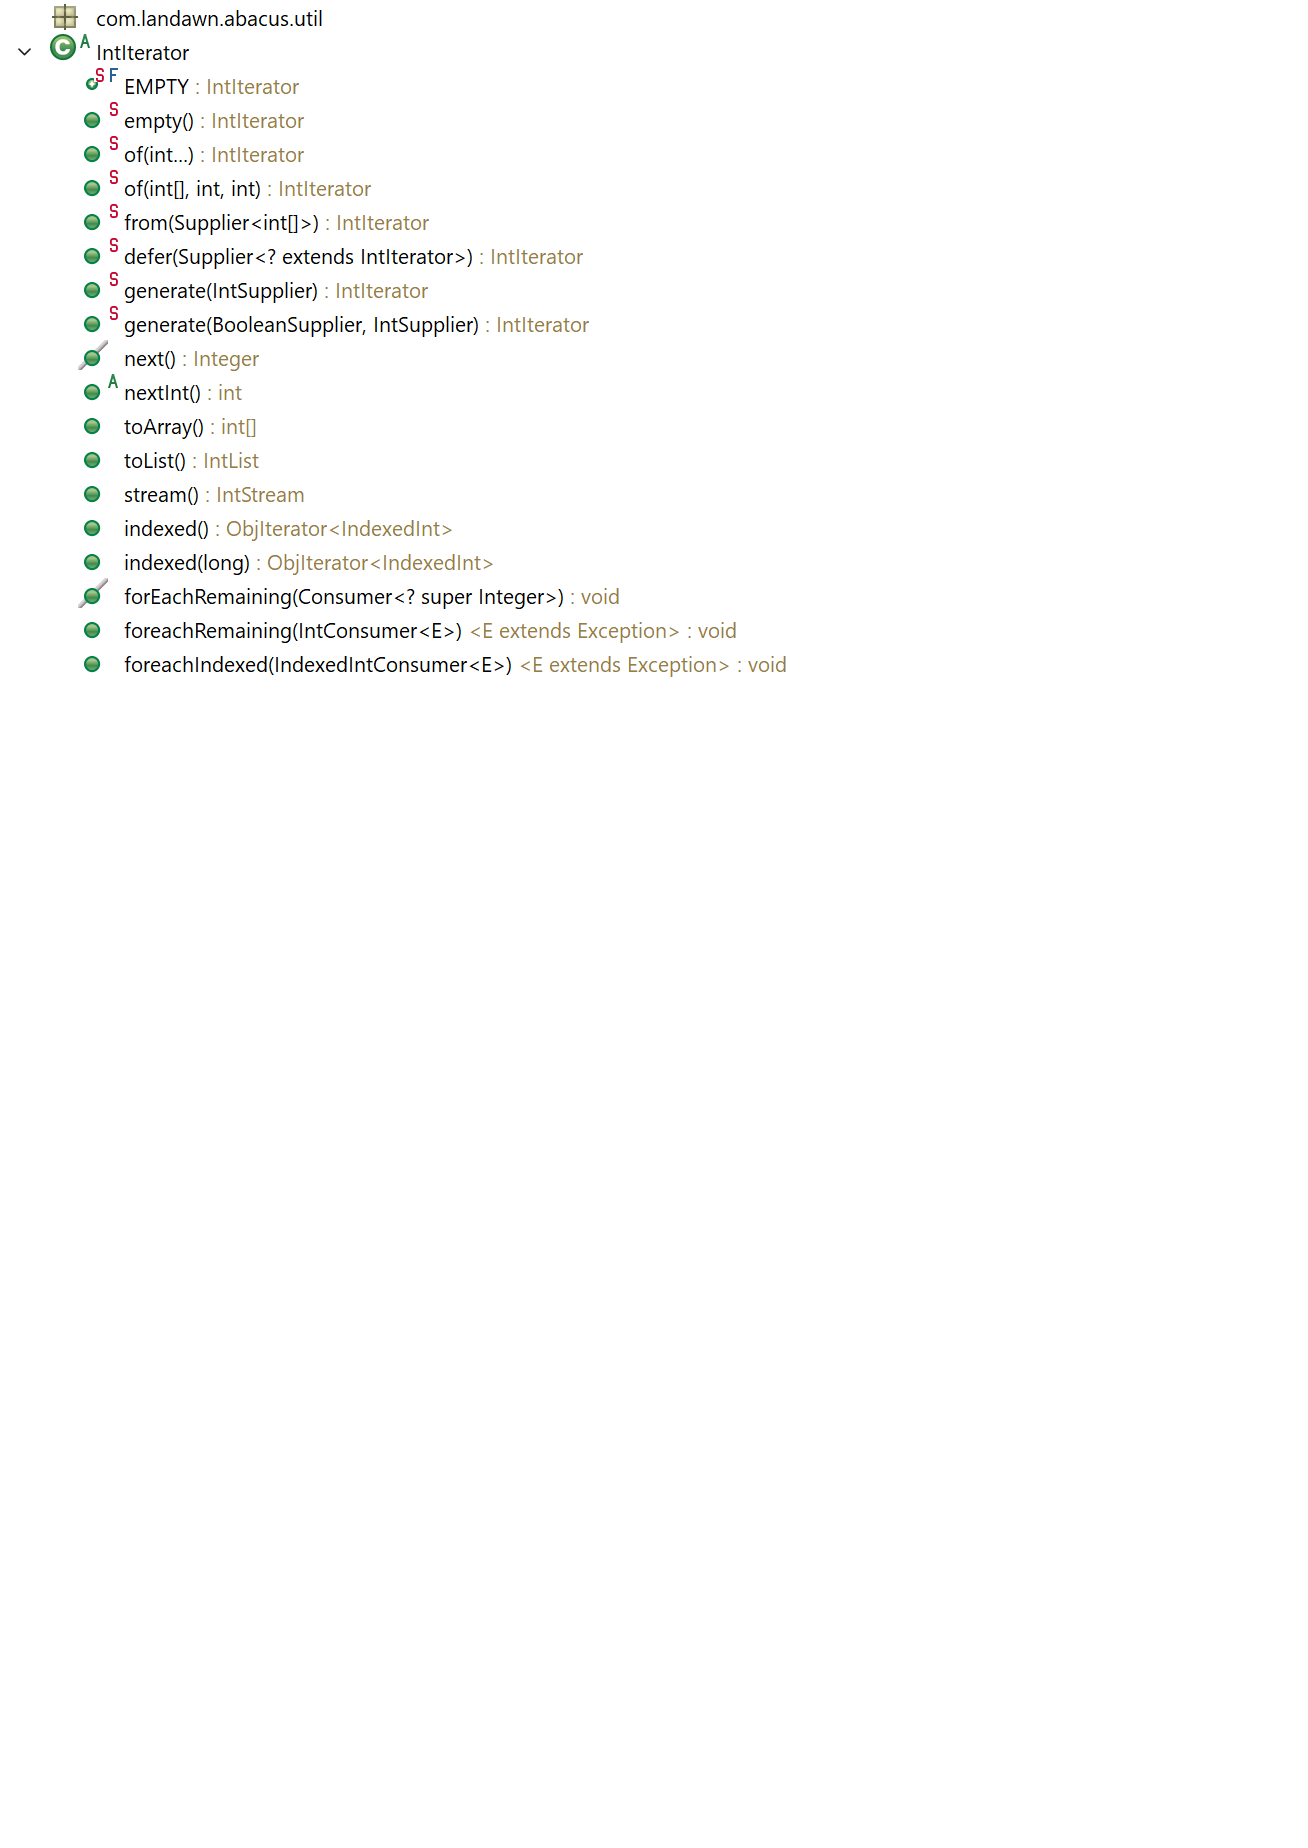 com.landawn.abacus.util
C A IntIterator
S F EMPTY : IntIterator
S empty() : IntIterator
S of(int...) : IntIterator
S of(int[], int, int) : IntIterator
S from(Supplier<int[]>) : IntIterator
S defer(Supplier<? extends IntIterator>) : IntIterator
S generate(IntSupplier) : IntIterator
S generate(BooleanSupplier, IntSupplier) : IntIterator
next() : Integer
A nextInt() : int
toArray() : int[]
toList() : IntList
stream() : IntStream
indexed() : ObjIterator<IndexedInt>
indexed(long) : ObjIterator<IndexedInt>
forEachRemaining(Consumer<? super Integer>) : void
foreachRemaining(IntConsumer<E>) <E extends Exception> : void
foreachIndexed(IndexedIntConsumer<E>) <E extends Exception> : void